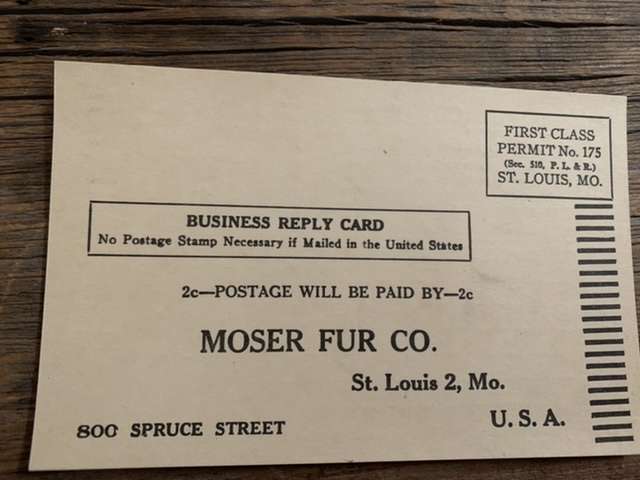 FIRST CLASS
PERMIT No. 175
(Sec. 510, P. L. & R.)
ST. LOUIS, MO.
BUSINESS REPLY CARD
No Postage Stamp Necessary if Mailed in the United States
2c—POSTAGE WILL BE PAID BY—2c
MOSER FUR CO.
St. Louis 2, Mo.
U. S. A.
800 SPRUCE STREET